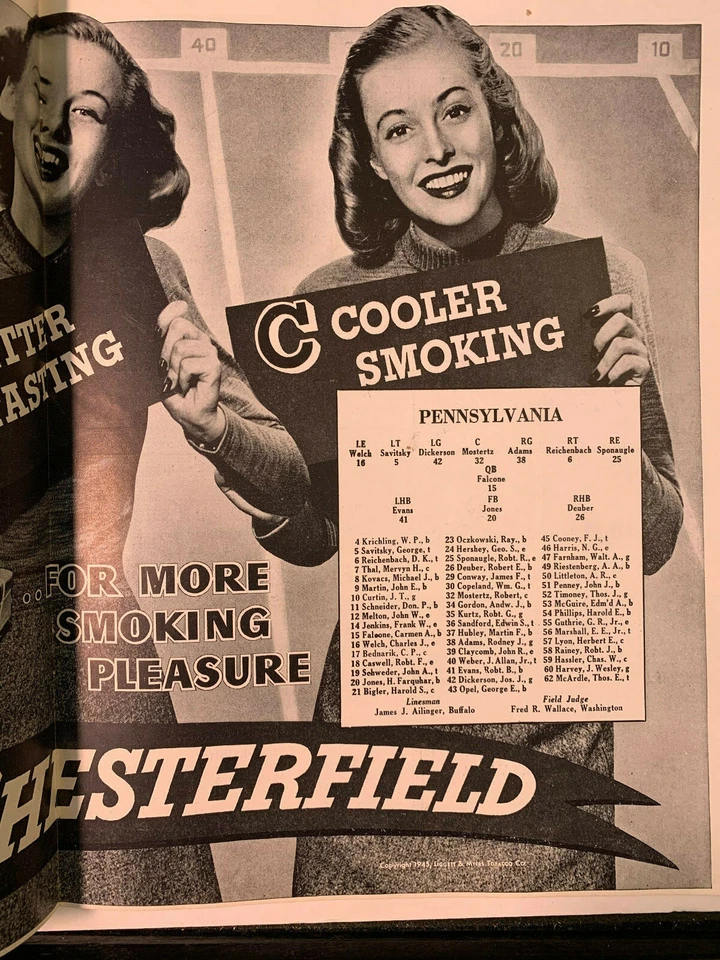 40
20
10
TTER
ASTING
C COOLER
SMOKING
PENNSYLVANIA
LE LT LG C RG RT RE
Welch Savitsky Dickerson Mostertz Adams Reichenbach Sponaugle
16 5 42 32 38 6 25
QB
Falcone
15
LHB FB RHB
Evans Jones Deuber
41 20 26
4 Krichling, W. P., b
5 Savitsky, George, t
6 Reichenbach, D. K., t
7 Thal, Mervyn H., c
8 Kovacs, Michael J., b
9 Martin, John E., b
10 Curtin, J. T., g
11 Schneider, Don. P., b
12 Melton, John W., e
14 Jenkins, Frank W., e
15 Falcone, Carmen A., b
16 Welch, Charles J., e
17 Bednarik, C. P., c
18 Caswell, Robt. F., e
19 Schweder, John A., t
20 Jones, H. Farquhar, b
21 Bigler, Harold S., c
23 Oczkowski, Ray., b
24 Hershey, Geo. S., e
25 Sponaugle, Robt. R., e
26 Deuber, Robert E., b
29 Conway, James F., t
30 Copeland, Wm. G., t
32 Mostertz, Robert, c
34 Gordon, Andw. J., b
35 Kurtz, Robt. G., g
36 Sandford, Edwin S., t
37 Hubley, Martin F., b
38 Adams, Rodney J., g
39 Claycomb, John R., e
40 Weber, J. Allan, Jr., t
41 Evans, Robt. B., b
42 Dickerson, Jos. J., g
43 Opel, George E., b
45 Cooney, F. J., t
46 Harris, N. G., e
47 Farnham, Walt. A., g
49 Riestenberg, A. A., b
50 Littleton, A. R., c
51 Penney, John J., b
52 Timoney, Thos. J., g
53 McGuire, Edm'd A., b
54 Phillips, Harold E., b
55 Guthrie, G. R., Jr., e
56 Marshall, E. E., Jr., t
57 Lyon, Herbert E., c
58 Rainey, Robt. J., b
59 Hassler, Chas. W., c
60 Harvey, J. Wesley, g
62 McArdle, Thos. E., t
Linesman
James J. Ailinger, Buffalo
Field Judge
Fred R. Wallace, Washington
..FOR MORE
SMOKING
PLEASURE
HESTERFIELD
Copyright 1945, LIGGETT & MYERS TOBACCO CO.